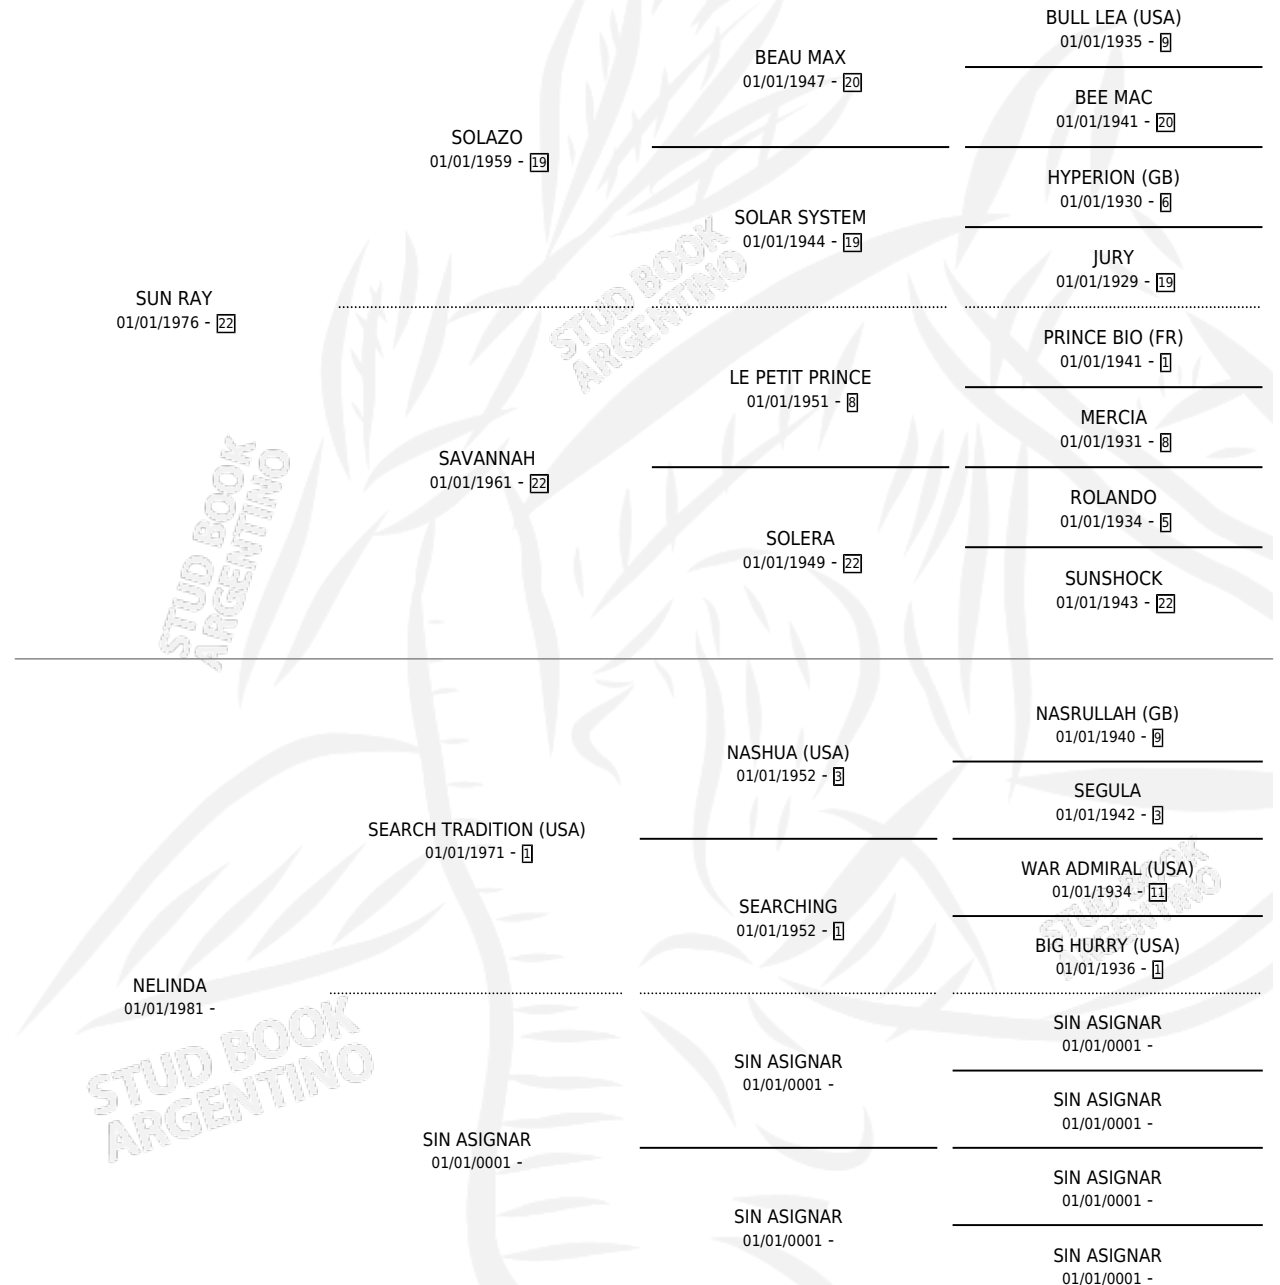 BULL LEA (USA)
01/01/1935 - 9
BEAU MAX
01/01/1947 - 20
BEE MAC
01/01/1941 - 20
SOLAZO
01/01/1959 - 19
HYPERION (GB)
01/01/1930 - 6
SOLAR SYSTEM
01/01/1944 - 19
JURY
01/01/1929 - 19
SUN RAY
01/01/1976 - 22
PRINCE BIO (FR)
01/01/1941 - 1
LE PETIT PRINCE
01/01/1951 - 8
MERCIA
01/01/1931 - 8
SAVANNAH
01/01/1961 - 22
ROLANDO
01/01/1934 - 5
SOLERA
01/01/1949 - 22
SUNSHOCK
01/01/1943 - 22
STUD BOOK
ARGENTINO
STUD BOOK
ARGENTINO
NASRULLAH (GB)
01/01/1940 - 9
NASHUA (USA)
01/01/1952 - 3
SEGULA
01/01/1942 - 3
SEARCH TRADITION (USA)
01/01/1971 - 1
WAR ADMIRAL (USA)
01/01/1934 - 11
SEARCHING
01/01/1952 - 1
BIG HURRY (USA)
01/01/1936 - 1
STUD BOOK
ARGENTINO
NELINDA
01/01/1981 -
SIN ASIGNAR
01/01/0001 -
SIN ASIGNAR
01/01/0001 -
SIN ASIGNAR
01/01/0001 -
STUD BOOK
ARGENTINO
SIN ASIGNAR
01/01/0001 -
SIN ASIGNAR
01/01/0001 -
SIN ASIGNAR
01/01/0001 -
SIN ASIGNAR
01/01/0001 -